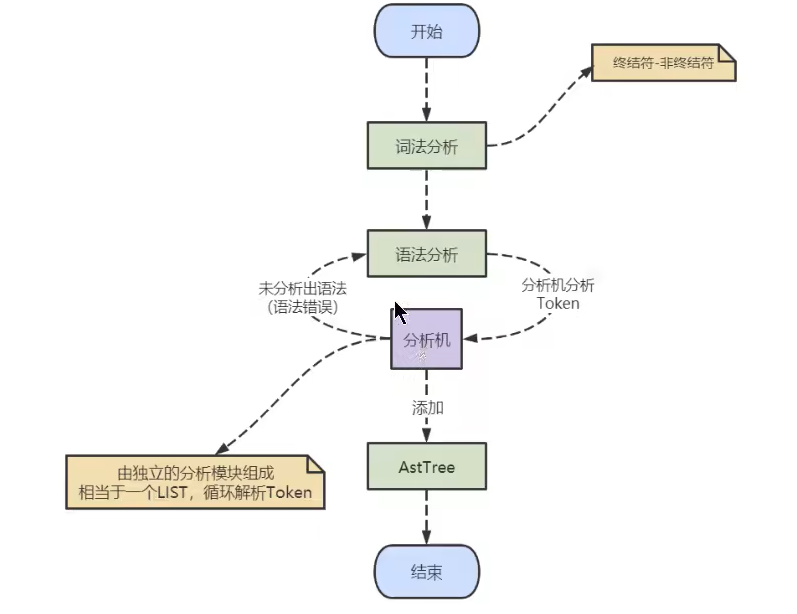 开始
终结符-非终结符
词法分析
语法分析
未分析出语法
(语法错误)
分析机分析
Token
分析机
添加
由独立的分析模块组成
相当于一个LIST，循环解析Token
AstTree
结束